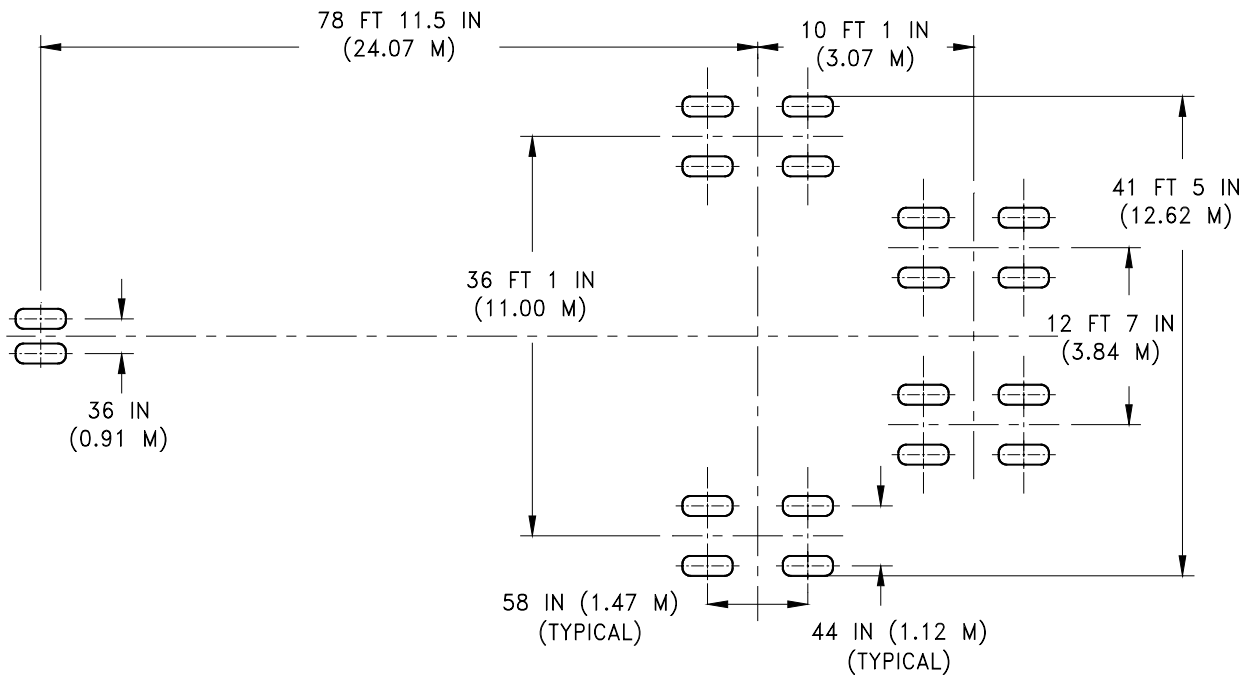 78 FT 11.5 IN
(24.07 M)
10 FT 1 IN
(3.07 M)
41 FT 5 IN
(12.62 M)
36 FT 1 IN
(11.00 M)
12 FT 7 IN
(3.84 M)
36 IN
(0.91 M)
58 IN (1.47 M)
(TYPICAL)
44 IN (1.12 M)
(TYPICAL)